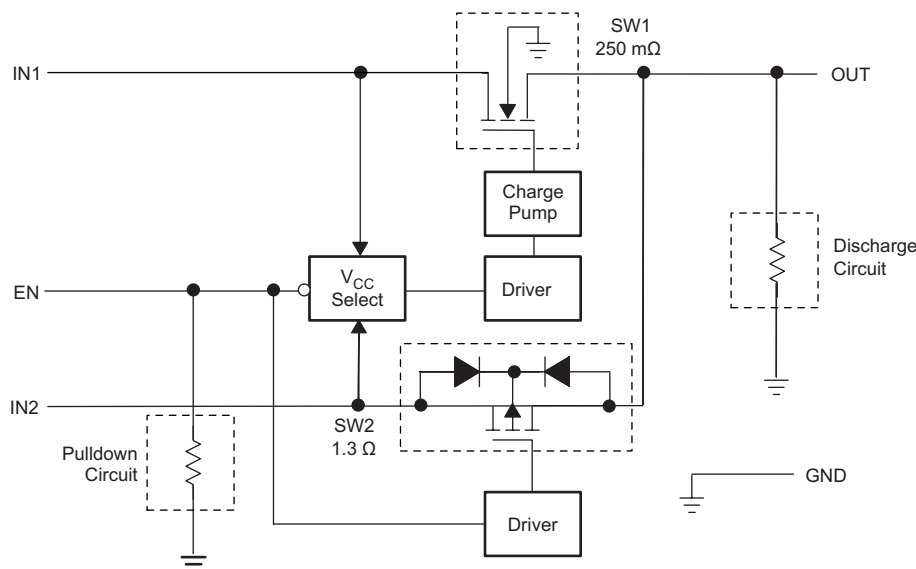 SW1
250 mΩ
IN1
OUT
Charge
Pump
Discharge
Circuit
EN
VCC
Select
Driver
IN2
SW2
1.3 Ω
Pulldown
Circuit
GND
Driver